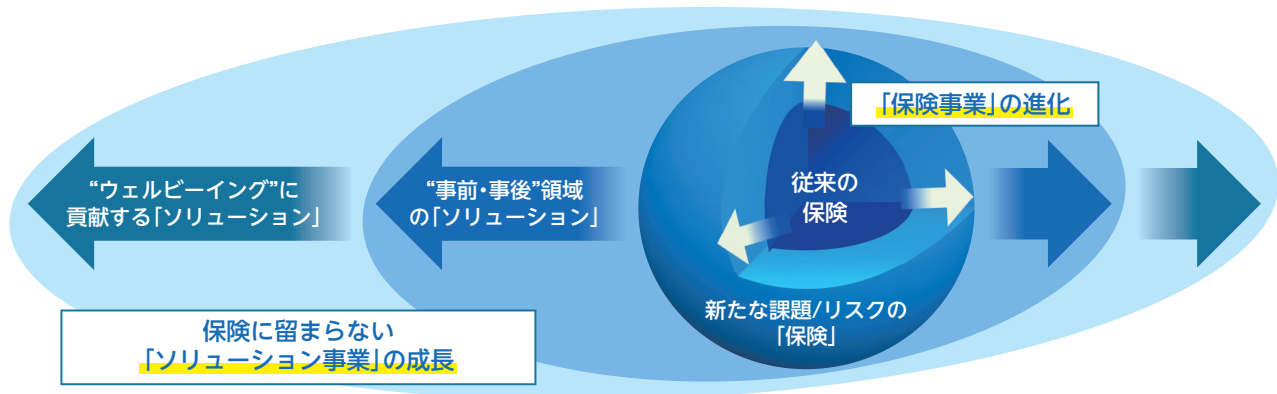 「保険事業」の進化
“ウェルビーイング”に
貢献する「ソリューション」
“事前・事後”領域
の「ソリューション」
従来の
保険
新たな課題/リスクの
「保険」
保険に留まらない
「ソリューション事業」の成長